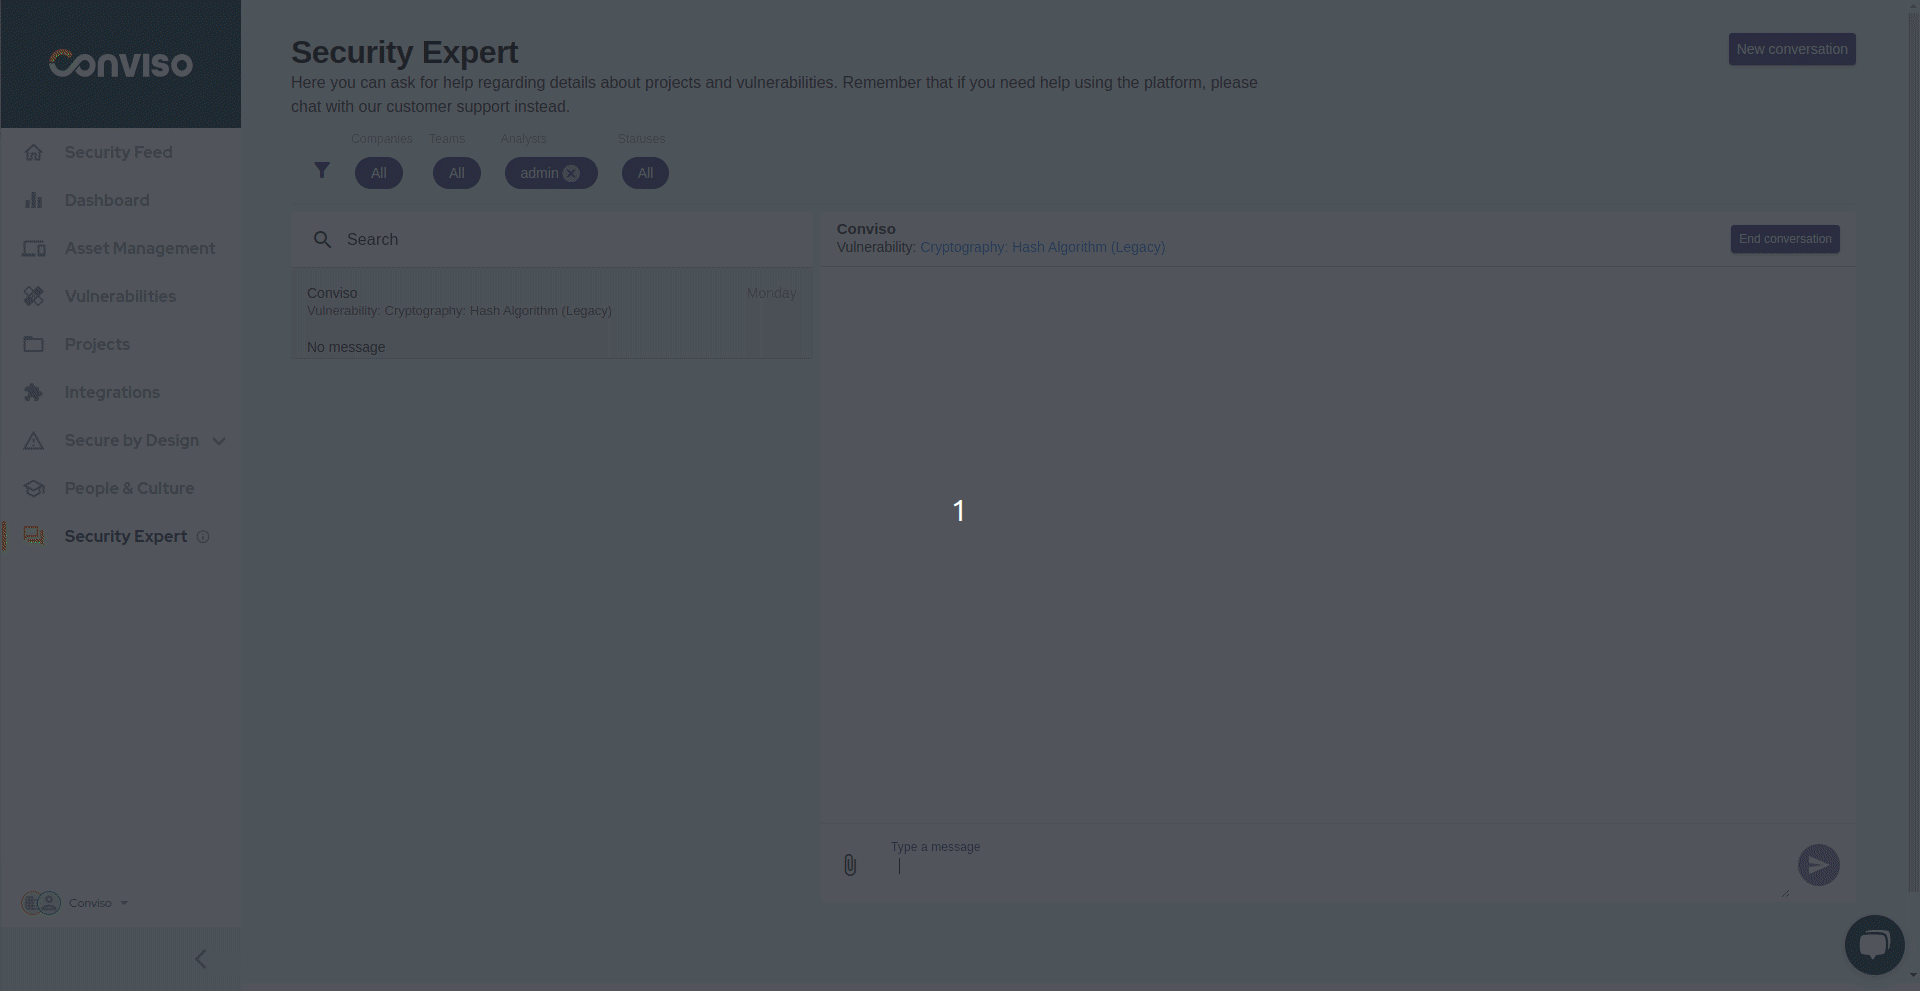 Conviso
Security Feed
Dashboard
Asset Management
Vulnerabilities
Projects
Integrations
Secure by Design
People & Culture
Security Expert
Conviso
Security Expert
New conversation
Here you can ask for help regarding details about projects and vulnerabilities. Remember that if you need help using the platform, please
chat with our customer support instead.
Companies Teams Analysts Statuses
All All admin All
Search
Conviso Monday
Vulnerability: Cryptography: Hash Algorithm (Legacy)
No message
Conviso
Vulnerability: Cryptography: Hash Algorithm (Legacy)
End conversation
1
Type a message